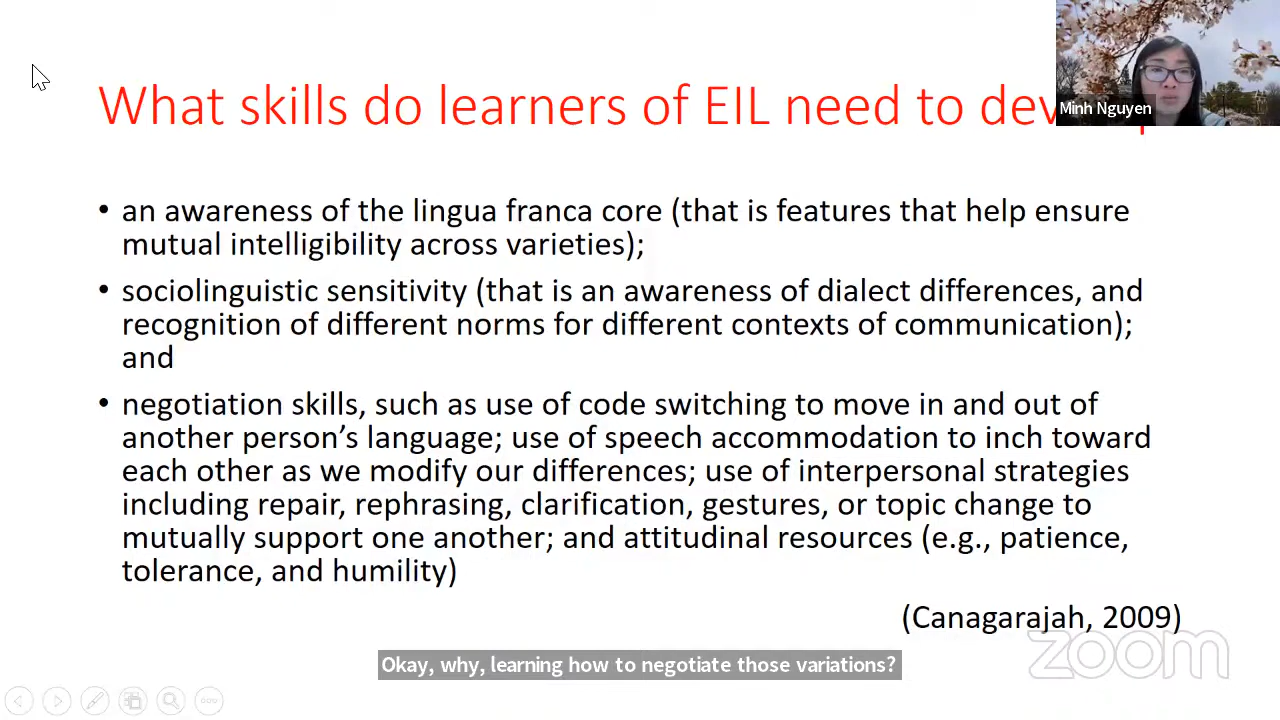 What skills do learners of EIL need to
Minh Nguyen
• an awareness of the lingua franca core (that is features that help ensure
mutual intelligibility across varieties);
• sociolinguistic sensitivity (that is an awareness of dialect differences, and
recognition of different norms for different contexts of communication);
and
• negotiation skills, such as use of code switching to move in and out of
another person’s language; use of speech accommodation to inch toward
each other as we modify our differences; use of interpersonal strategies
including repair, rephrasing, clarification, gestures, or topic change to
mutually support one another; and attitudinal resources (e.g., patience,
tolerance, and humility)
(Canagarajah, 2009)
zoom
Okay, why, learning how to negotiate those variations?